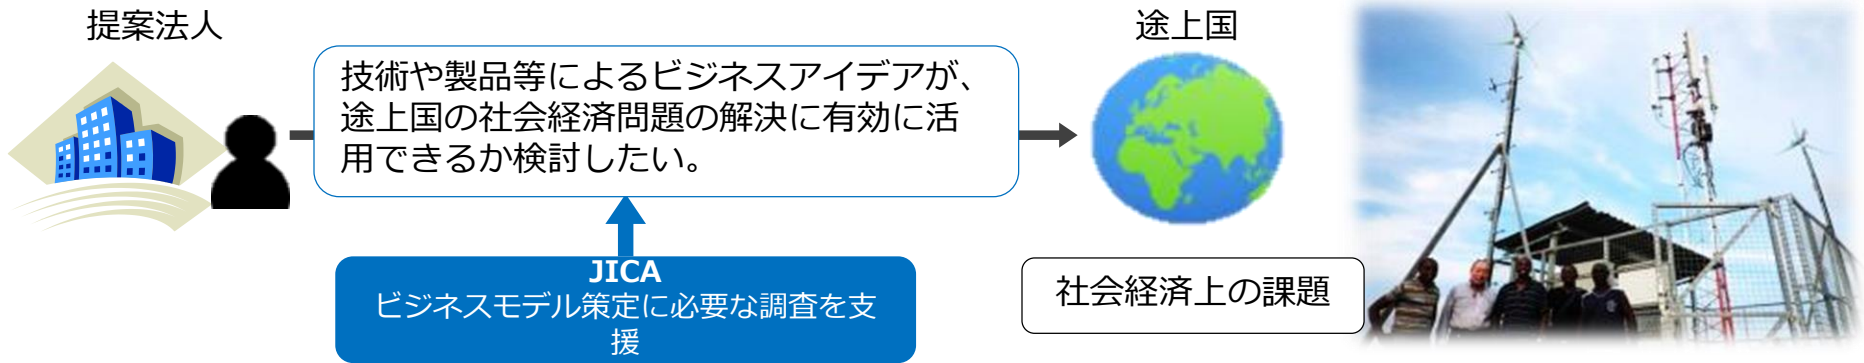 提案法人
途上国
技術や製品等によるビジネスアイデアが、
途上国の社会経済問題の解決に有効に活
用できるか検討したい。
JICA
ビジネスモデル策定に必要な調査を支
援
社会経済上の課題